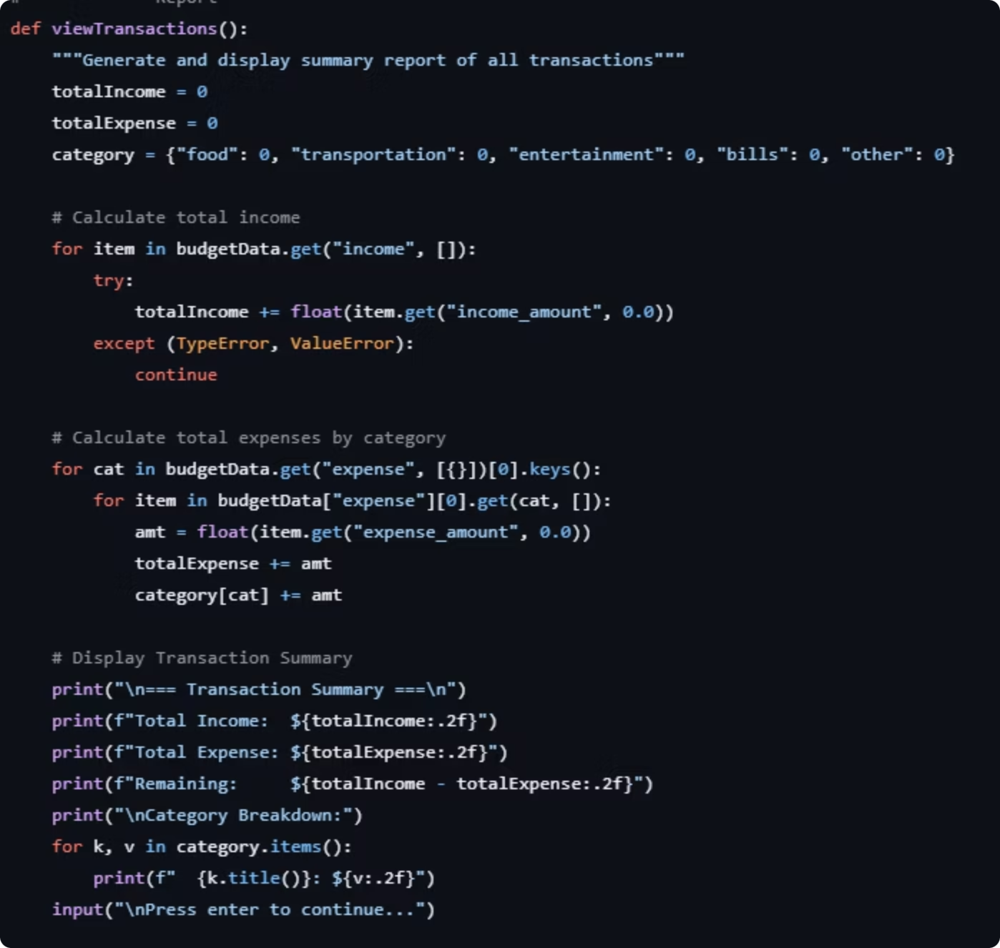 # Report
def viewTransactions():
    """Generate and display summary report of all transactions"""
    totalIncome = 0
    totalExpense = 0
    category = {"food": 0, "transportation": 0, "entertainment": 0, "bills": 0, "other": 0}

    # Calculate total income
    for item in budgetData.get("income", []):
        try:
            totalIncome += float(item.get("income_amount", 0.0))
        except (TypeError, ValueError):
            continue

    # Calculate total expenses by category
    for cat in budgetData.get("expense", [{}])[0].keys():
        for item in budgetData["expense"][0].get(cat, []):
            amt = float(item.get("expense_amount", 0.0))
            totalExpense += amt
            category[cat] += amt

    # Display Transaction Summary
    print("\n=== Transaction Summary ===\n")
    print(f"Total Income:  ${totalIncome:.2f}")
    print(f"Total Expense: ${totalExpense:.2f}")
    print(f"Remaining:     ${totalIncome - totalExpense:.2f}")
    print("\nCategory Breakdown:")
    for k, v in category.items():
        print(f"  {k.title()}: ${v:.2f}")
    input("\nPress enter to continue...")